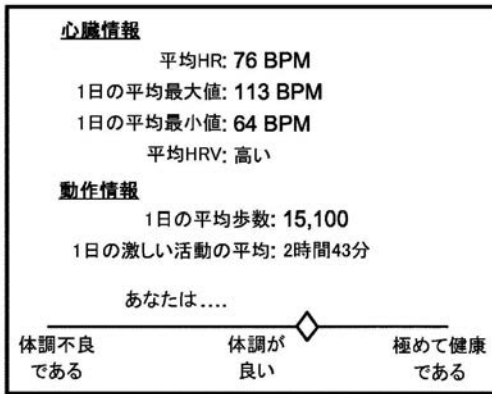 心臓情報
平均HR: 76 BPM
1日の平均最大値: 113 BPM
1日の平均最小値: 64 BPM
平均HRV: 高い
動作情報
1日の平均歩数: 15,100
1日の激しい活動の平均: 2時間43分
あなたは....
体調不良
である
体調が
良い
極めて健康
である